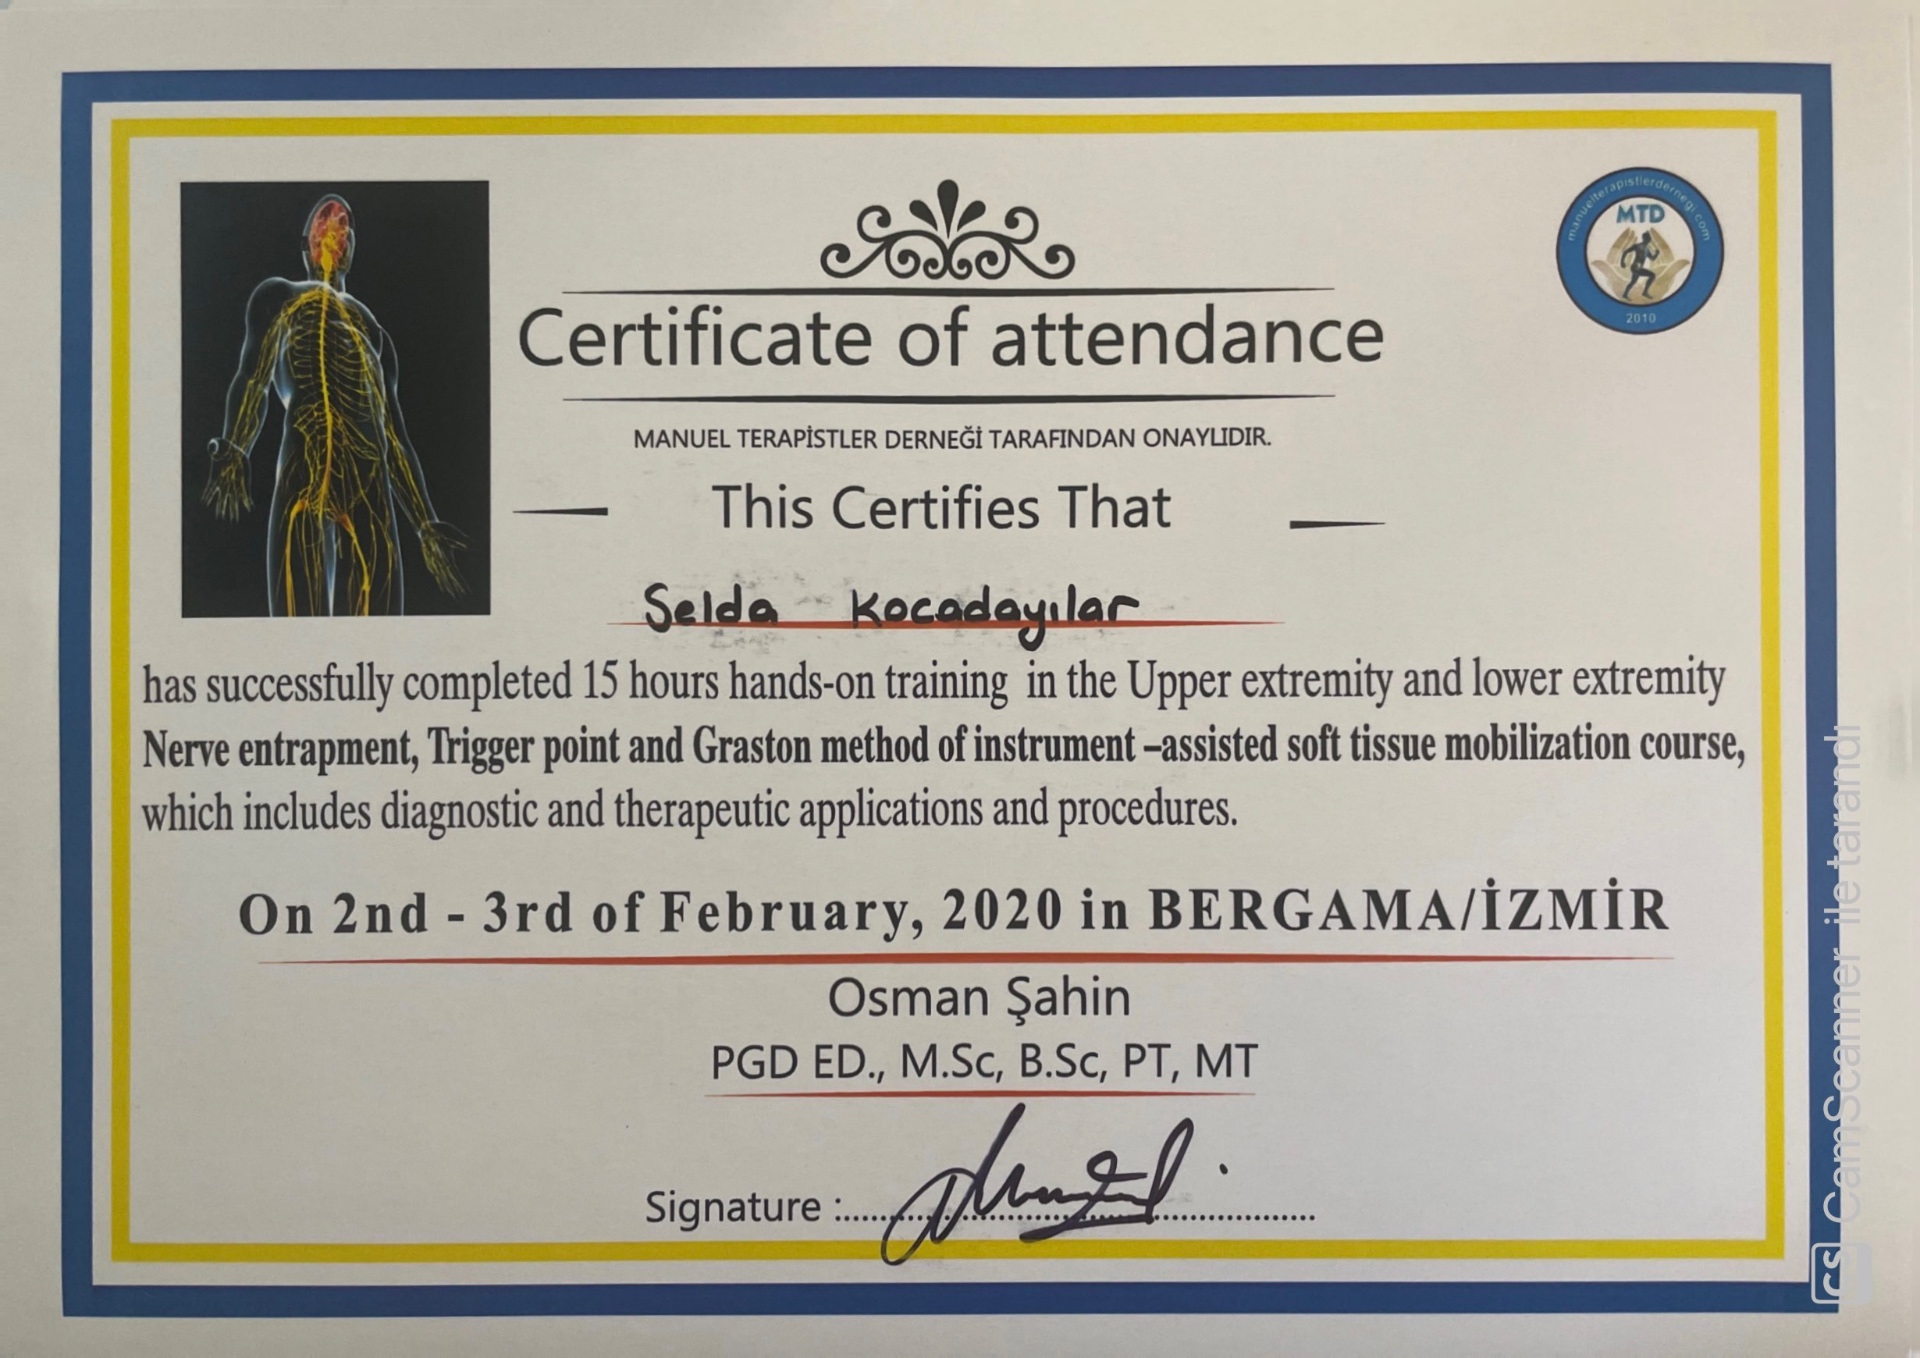 manuelterapistlerdernegi.com
MTD
2010
Certificate of attendance
MANUEL TERAPİSTLER DERNEĞİ TARAFINDAN ONAYLIDIR.
This Certifies That
Selda Kocadayılar
has successfully completed 15 hours hands-on training in the Upper extremity and lower extremity
Nerve entrapment, Trigger point and Graston method of instrument –assisted soft tissue mobilization course,
which includes diagnostic and therapeutic applications and procedures.
On 2nd - 3rd of February, 2020 in BERGAMA/İZMİR
Osman Şahin
PGD ED., M.Sc, B.Sc, PT, MT
Signature :
CS CamScanner ile tarandı